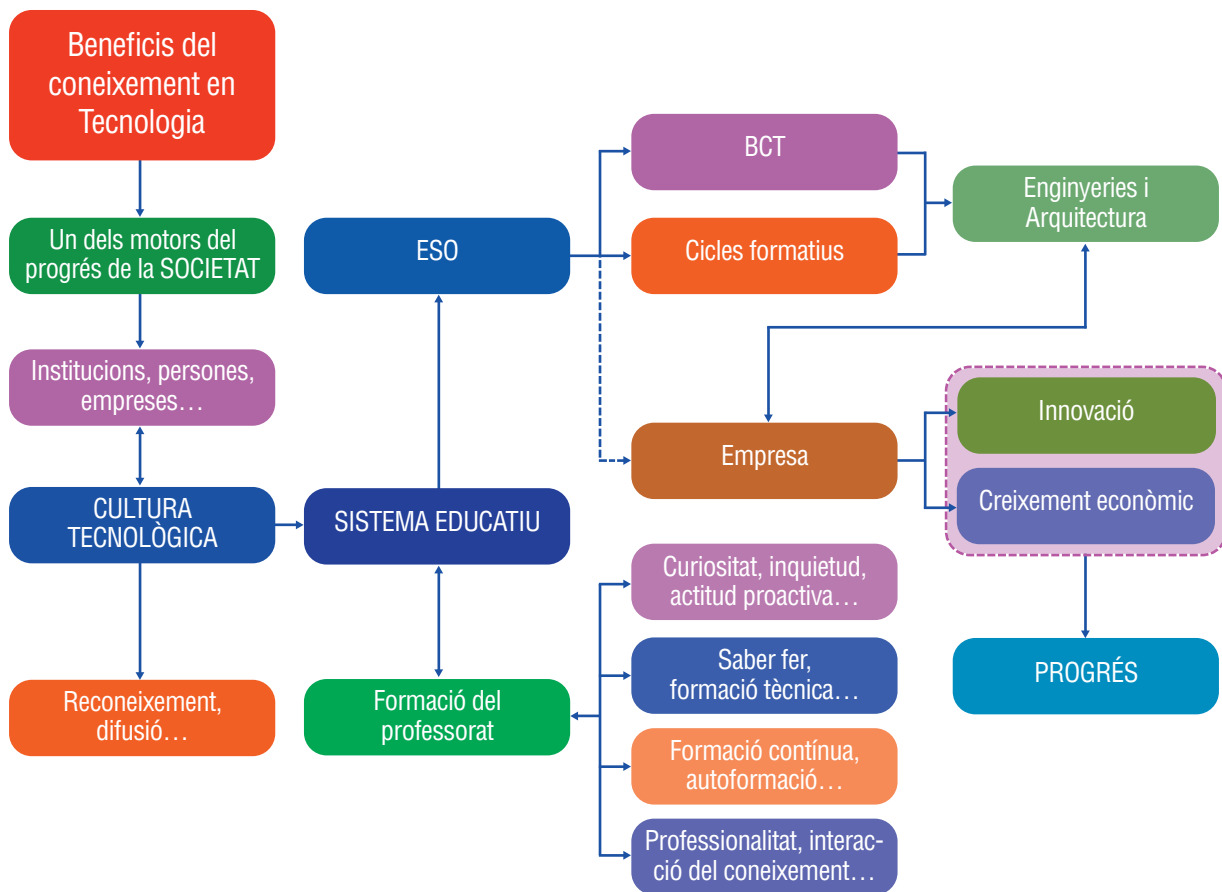 Beneficis del
coneixement en
Tecnologia
Un dels motors del
progrés de la SOCIETAT
Institucions, persones,
empreses…
CULTURA
TECNOLÒGICA
Reconeixement,
difusió…
ESO
SISTEMA EDUCATIU
Formació del
professorat
BCT
Cicles formatius
Empresa
Curiositat, inquietud,
actitud proactiva…
Saber fer,
formació tècnica…
Formació contínua,
autoformació…
Professionalitat, interac-
ció del coneixement…
Enginyeries i
Arquitectura
Innovació
Creixement econòmic
PROGRÉS